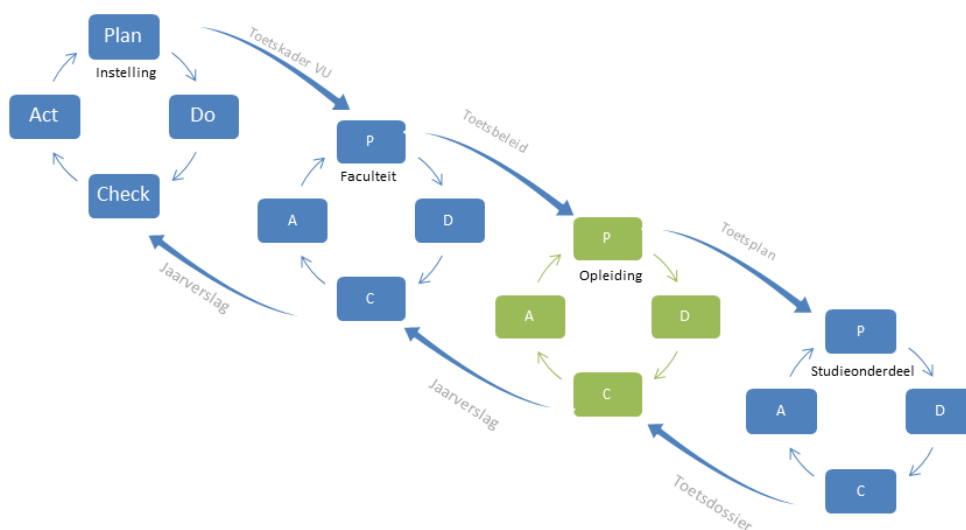 Plan
Instelling
Act
Do
Check
Toetskader VU
P
Faculteit
A
D
C
Jaarverslag
Toetsbeleid
P
Opleiding
A
D
C
Jaarverslag
Toetsplan
P
Studieonderdeel
A
D
C
Toetsdossier